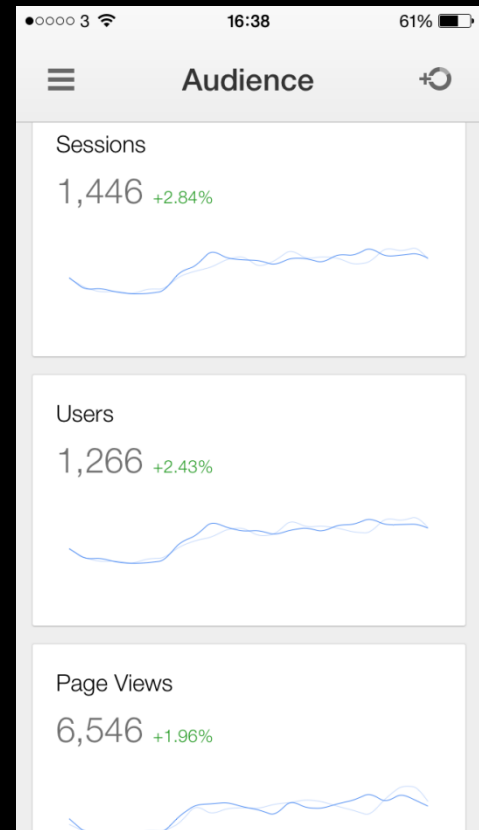 3 16:38 61%
Audience
Sessions
1,446 +2.84%
Users
1,266 +2.43%
Page Views
6,546 +1.96%